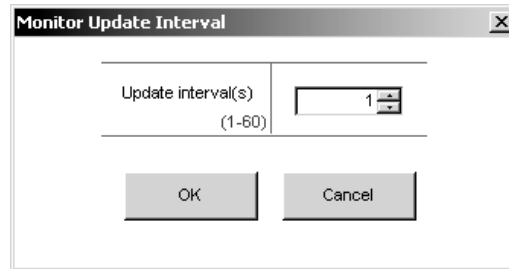 Monitor Update Interval
Update interval(s)
(1-60)
1
OK
Cancel